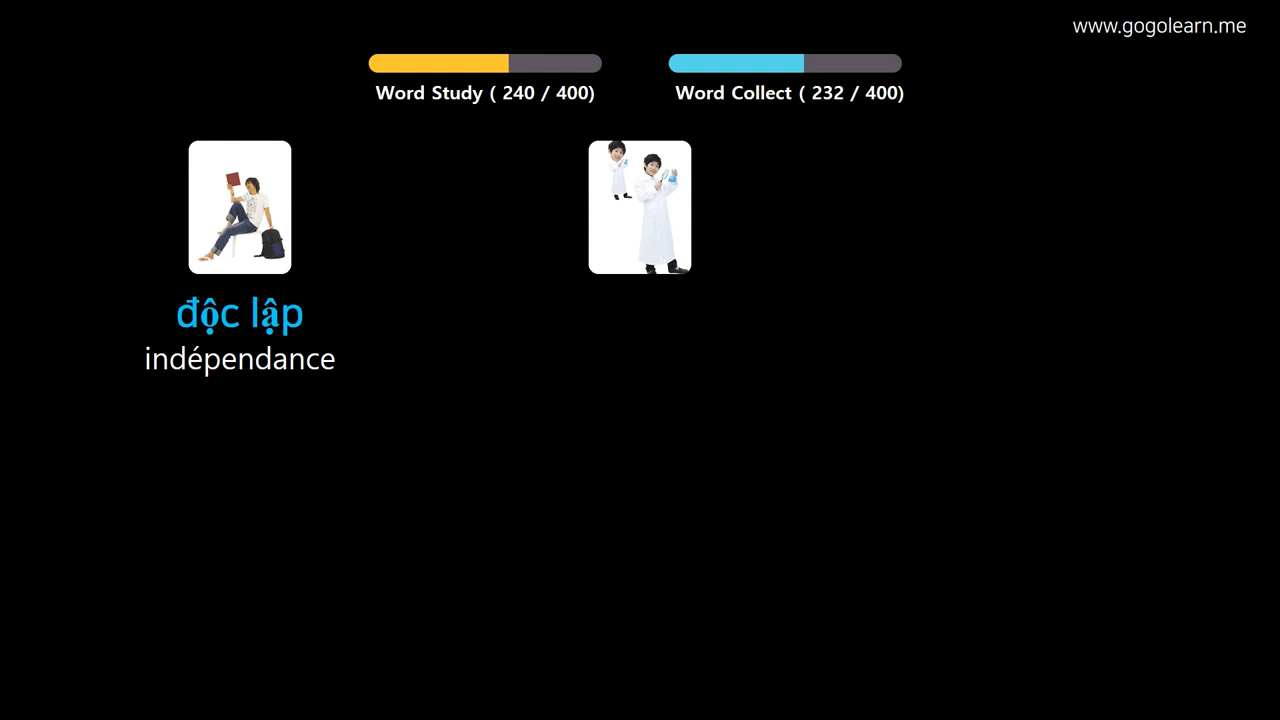 www.gogolearn.me
Word Study ( 240 / 400)
Word Collect ( 232 / 400)
độc lập
indépendance